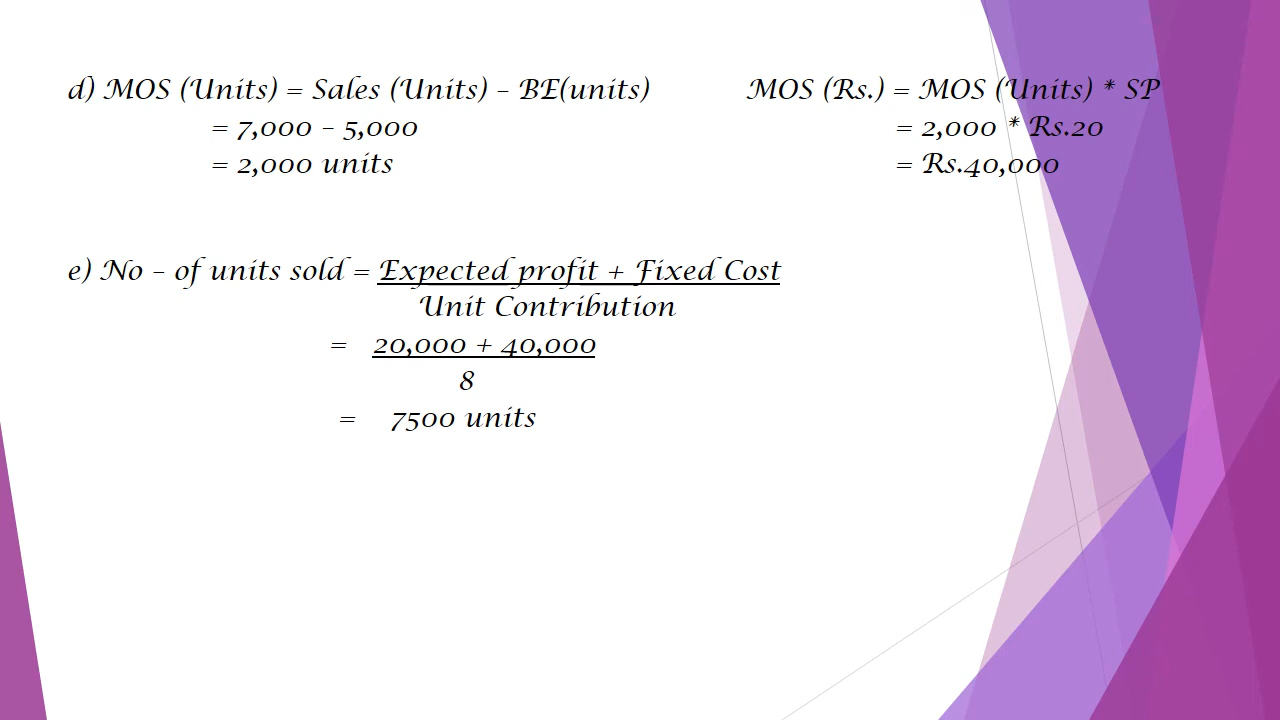 d) MOS (Units) = Sales (Units) – BE(units)
= 7,000 – 5,000
= 2,000 units
MOS (Rs.) = MOS (Units) * SP
= 2,000 * Rs.20
= Rs.40,000
e) No – of units sold = Expected profit + Fixed Cost
Unit Contribution
= 20,000 + 40,000
8
= 7500 units